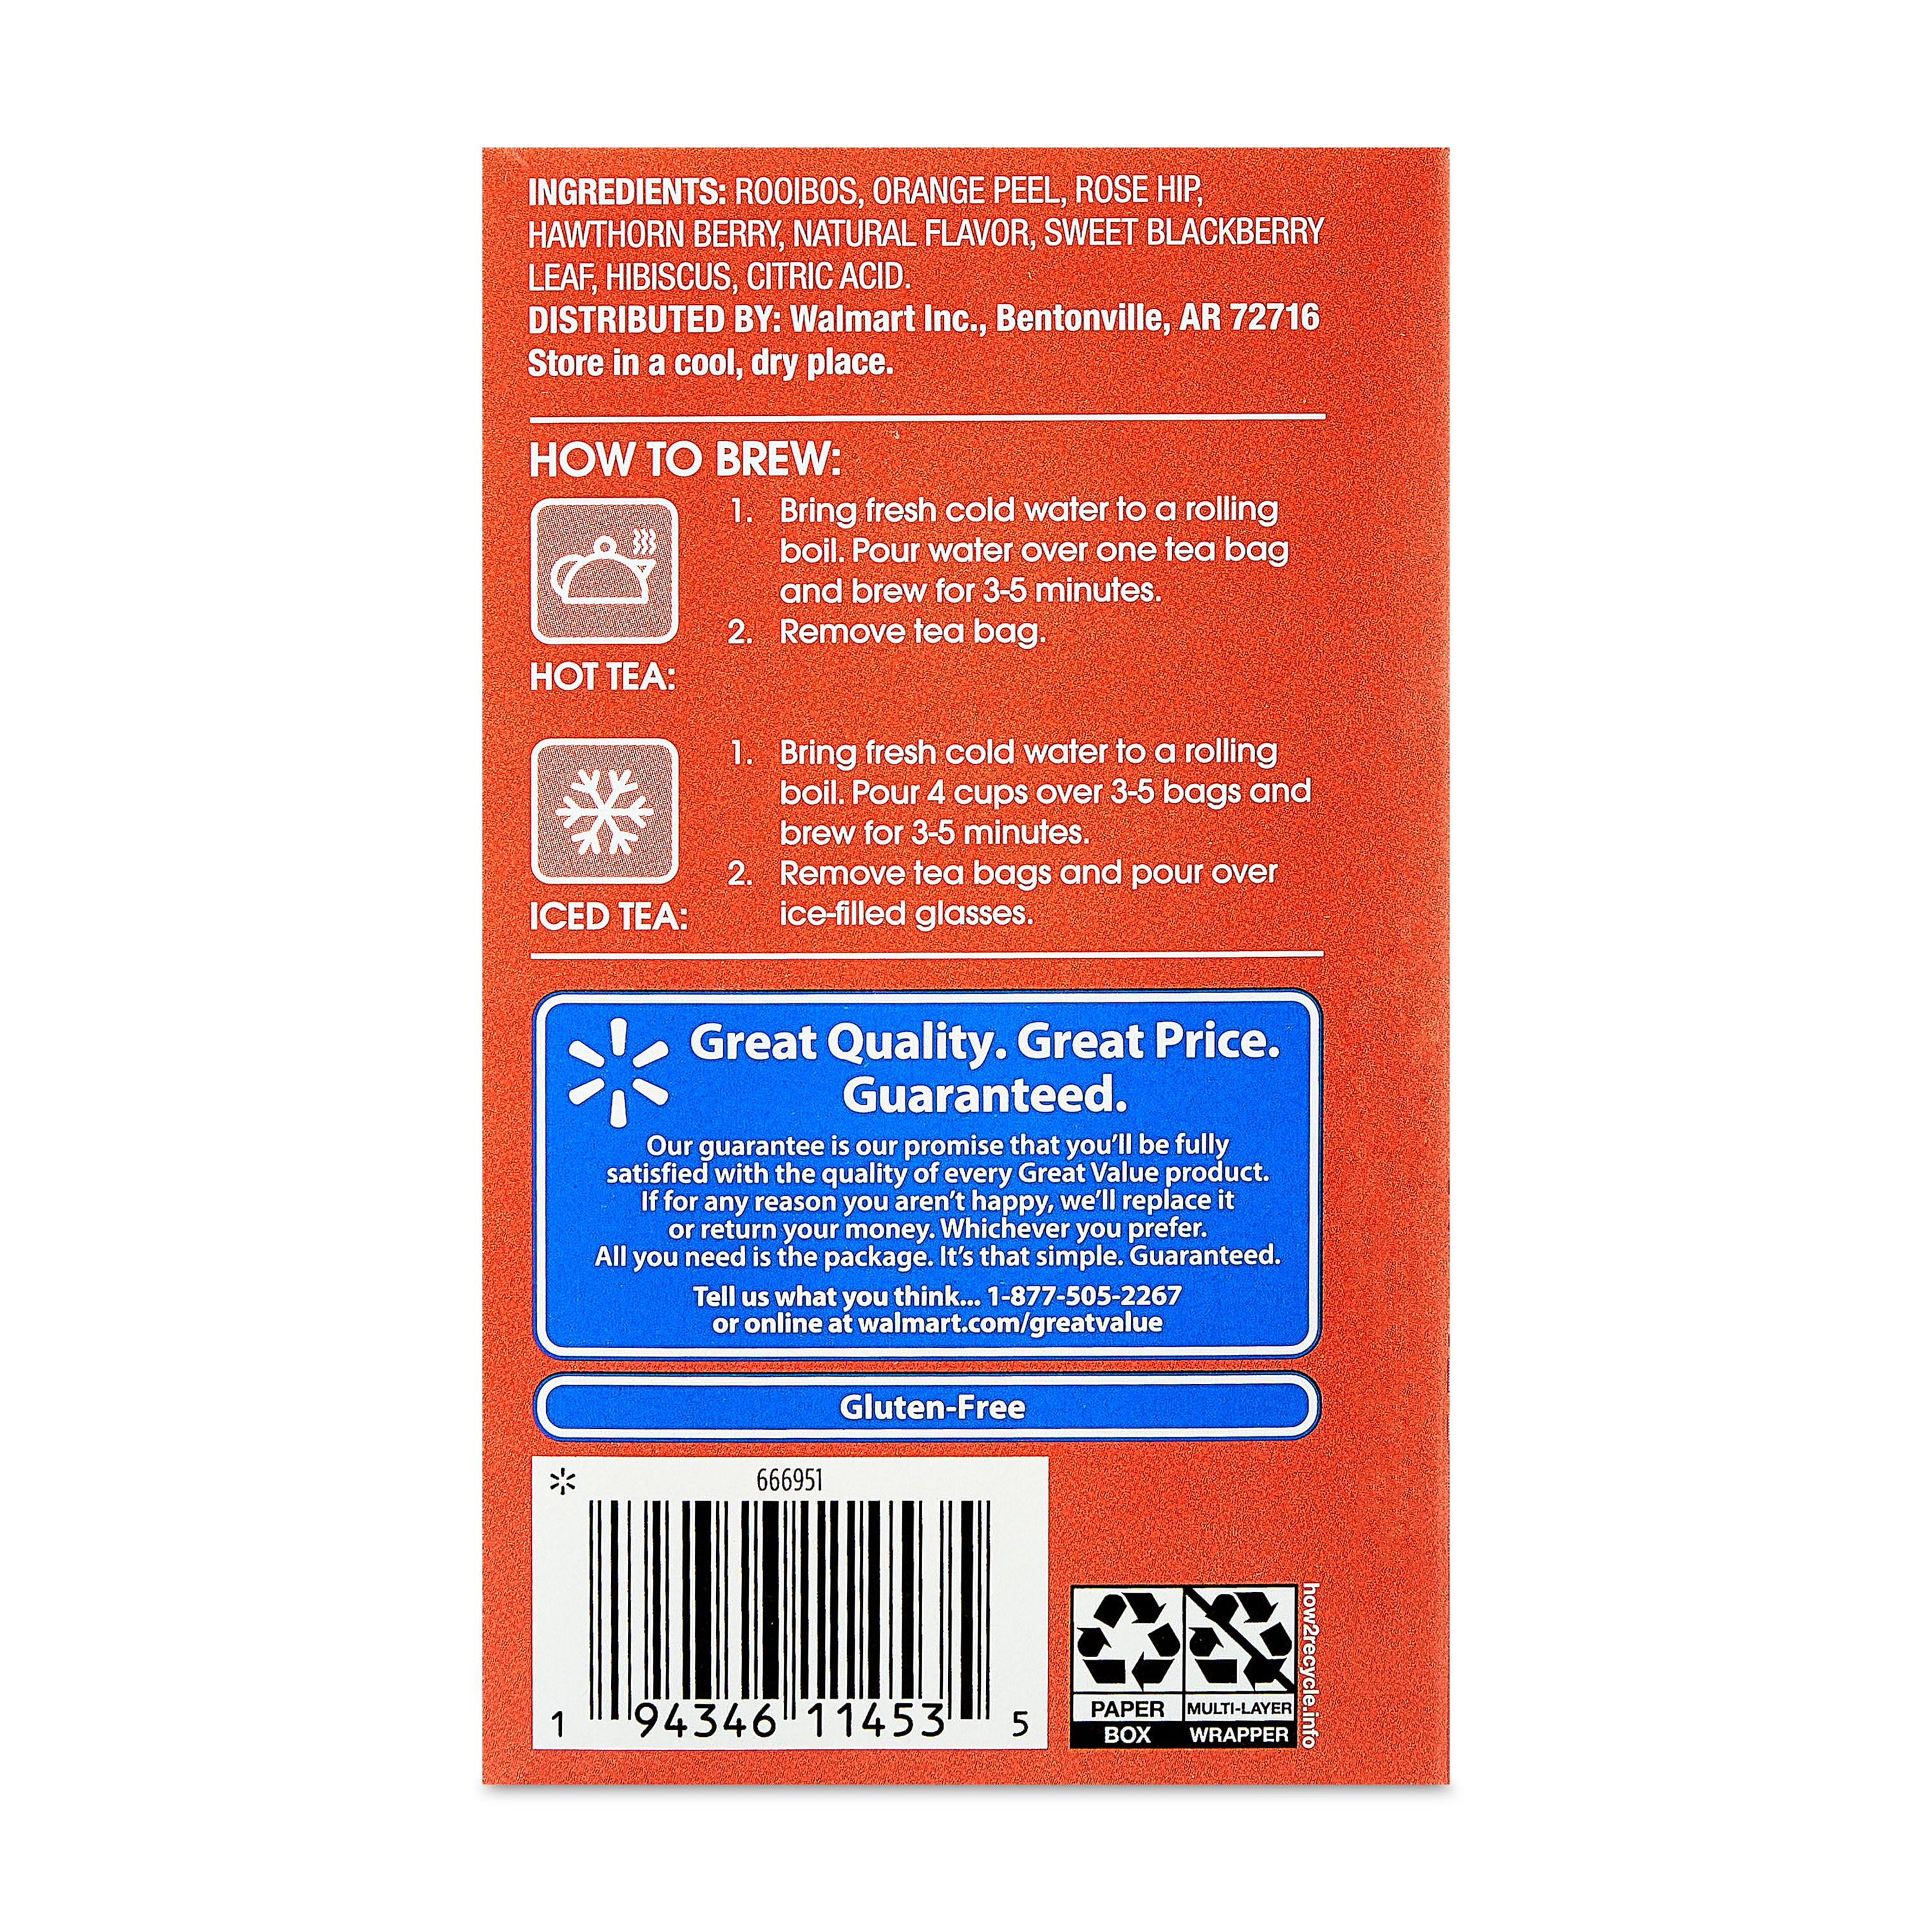 INGREDIENTS: ROOIBOS, ORANGE PEEL, ROSE HIP,
HAWTHORN BERRY, NATURAL FLAVOR, SWEET BLACKBERRY
LEAF, HIBISCUS, CITRIC ACID.
DISTRIBUTED BY: Walmart Inc., Bentonville, AR 72716
Store in a cool, dry place.
HOW TO BREW:
HOT TEA:
1. Bring fresh cold water to a rolling
boil. Pour water over one tea bag
and brew for 3-5 minutes.
2. Remove tea bag.
ICED TEA:
1. Bring fresh cold water to a rolling
boil. Pour 4 cups over 3-5 bags and
brew for 3-5 minutes.
2. Remove tea bags and pour over
ice-filled glasses.
Great Quality. Great Price.
Guaranteed.
Our guarantee is our promise that you'll be fully
satisfied with the quality of every Great Value product.
If for any reason you aren't happy, we'll replace it
or return your money. Whichever you prefer.
All you need is the package. It's that simple. Guaranteed.
Tell us what you think... 1-877-505-2267
or online at walmart.com/greatvalue
Gluten-Free
666951
1 94346 11453 5
PAPER
BOX
MULTI-LAYER
WRAPPER
how2recycle.info